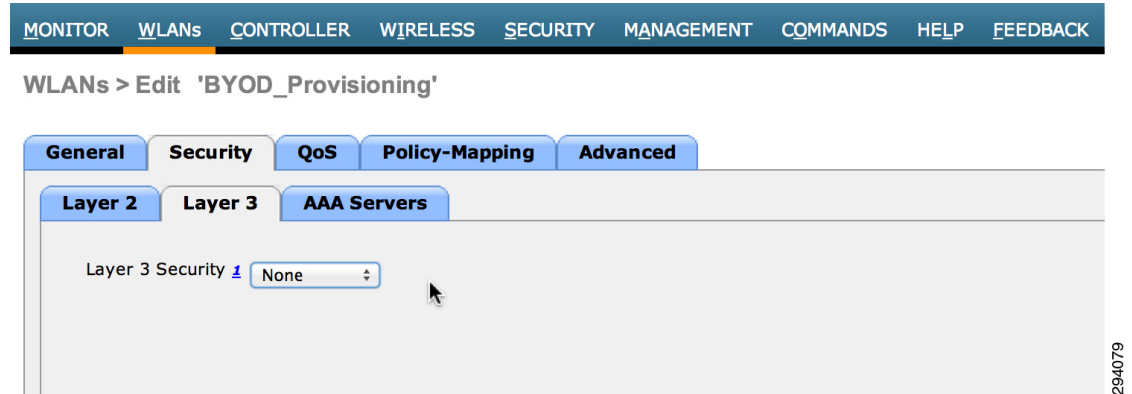 MONITOR WLANs CONTROLLER WIRELESS SECURITY MANAGEMENT COMMANDS HELP FEEDBACK
WLANs > Edit 'BYOD_Provisioning'
General Security QoS Policy-Mapping Advanced
Layer 2 Layer 3 AAA Servers
Layer 3 Security 1 None
294079